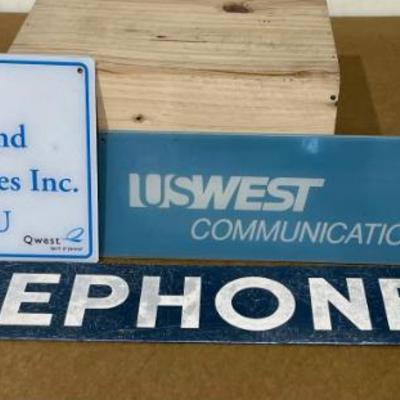 nd
es Inc.
U
Qwest
USWEST
COMMUNICATIO
EPHONE